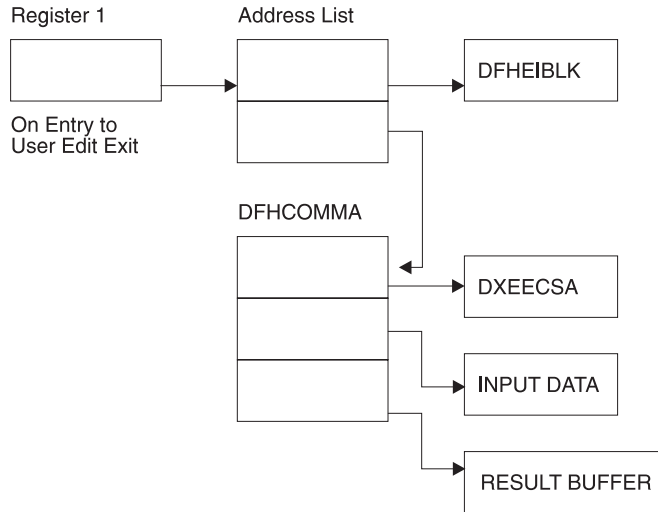 Register 1
Address List
DFHEIBLK
On Entry to
User Edit Exit
DFHCOMMA
DXEECSA
INPUT DATA
RESULT BUFFER